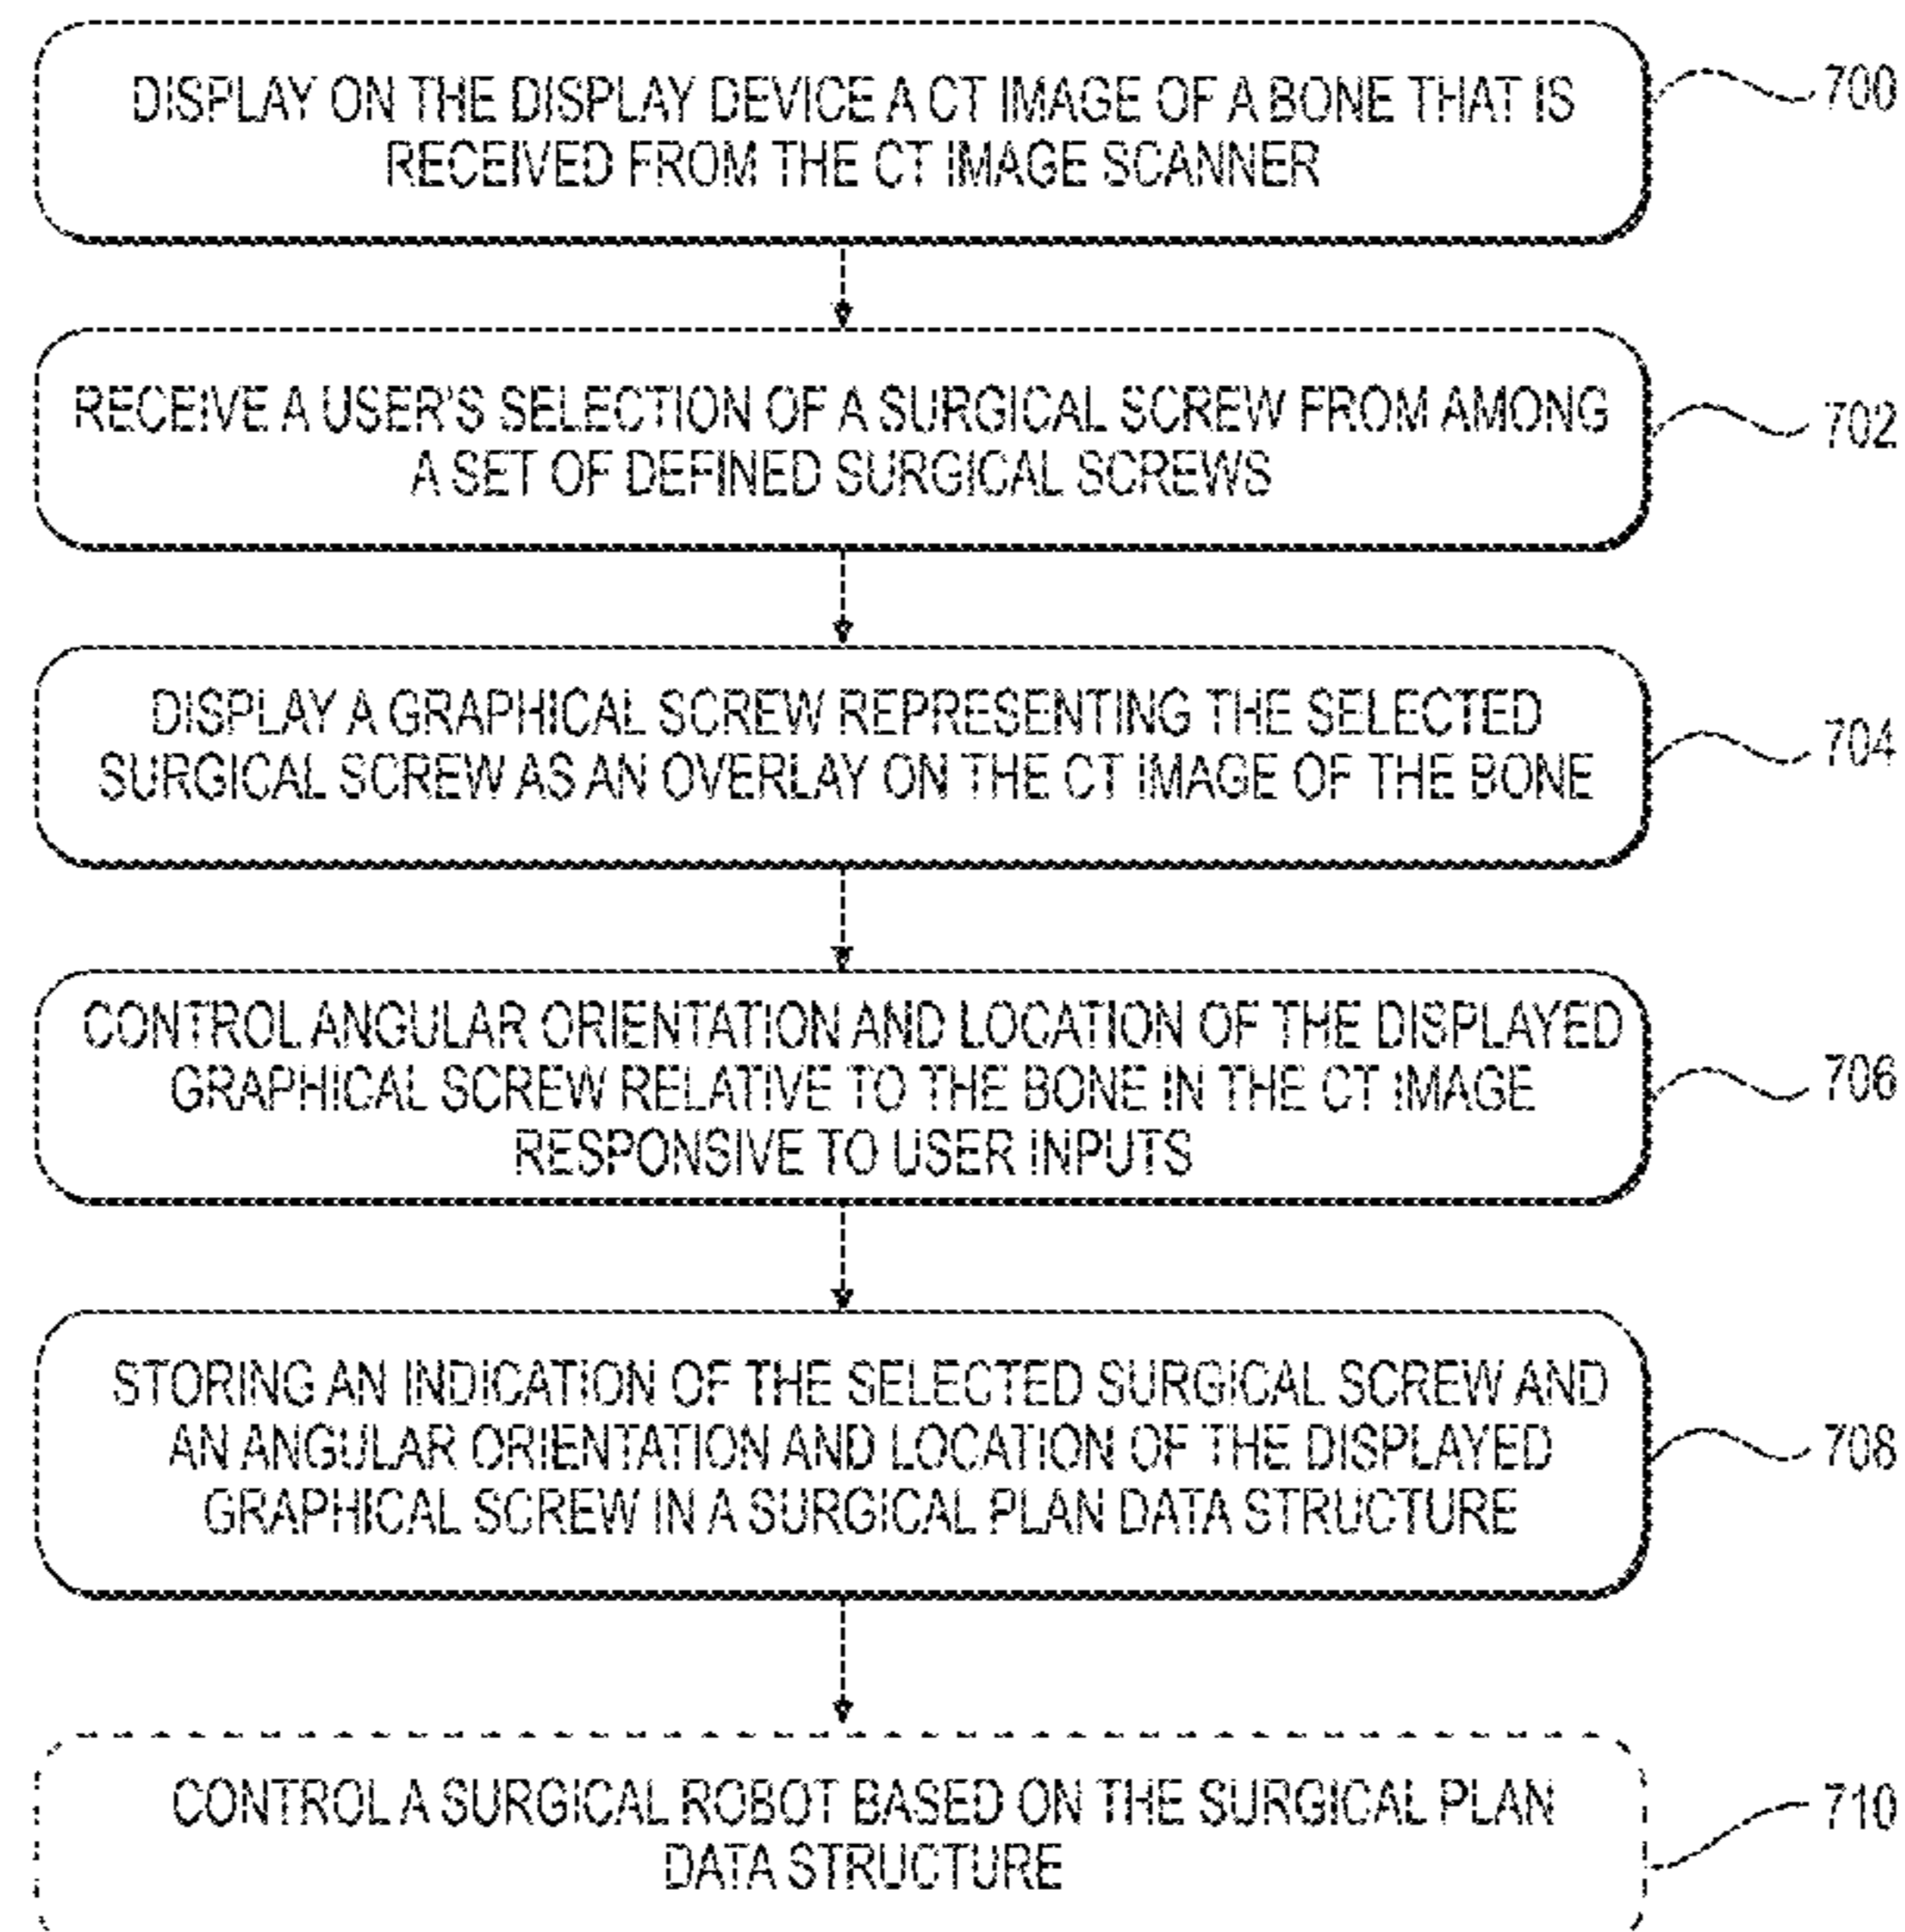 DISPLAY ON THE DISPLAY DEVICE A CT IMAGE OF A BONE THAT IS
RECEIVED FROM THE CT IMAGE SCANNER
700
RECEIVE A USER'S SELECTION OF A SURGICAL SCREW FROM AMONG
A SET OF DEFINED SURGICAL SCREWS
702
DISPLAY A GRAPHICAL SCREW REPRESENTING THE SELECTED
SURGICAL SCREW AS AN OVERLAY ON THE CT IMAGE OF THE BONE
704
CONTROL ANGULAR ORIENTATION AND LOCATION OF THE DISPLAYED
GRAPHICAL SCREW RELATIVE TO THE BONE IN THE CT IMAGE
RESPONSIVE TO USER INPUTS
706
STORING AN INDICATION OF THE SELECTED SURGICAL SCREW AND
AN ANGULAR ORIENTATION AND LOCATION OF THE DISPLAYED
GRAPHICAL SCREW IN A SURGICAL PLAN DATA STRUCTURE
708
CONTROL A SURGICAL ROBOT BASED ON THE SURGICAL PLAN
DATA STRUCTURE
710